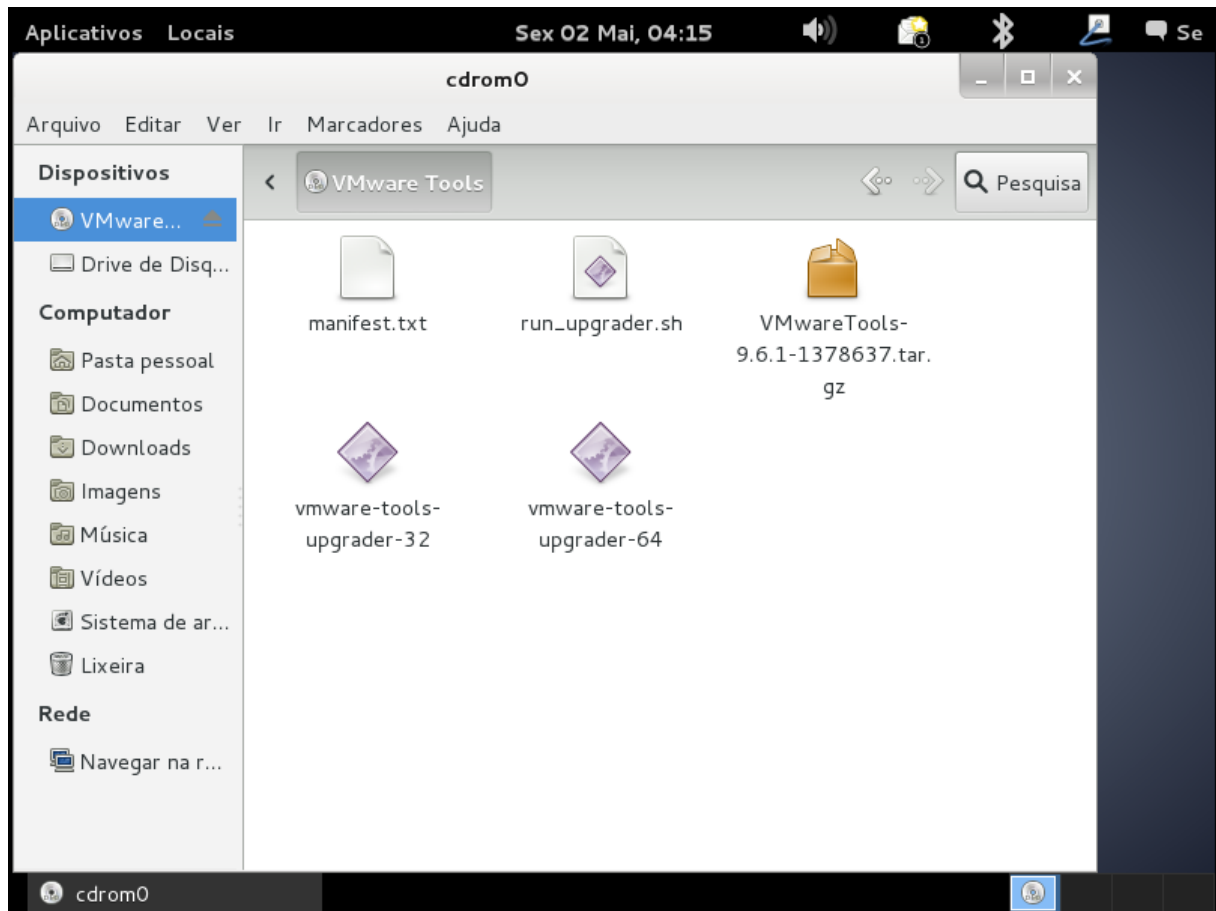 Aplicativos Locais Sex 02 Mai, 04:15 1 Se
cdrom0
Arquivo Editar Ver Ir Marcadores Ajuda
Dispositivos
VMware...
Drive de Disq...
Computador
Pasta pessoal
Documentos
Downloads
Imagens
Música
Vídeos
Sistema de ar...
Lixeira
Rede
Navegar na r...
VMware Tools Pesquisa
manifest.txt
run_upgrader.sh
VMwareTools-
9.6.1-1378637.tar.
gz
vmware-tools-
upgrader-32
vmware-tools-
upgrader-64
cdrom0